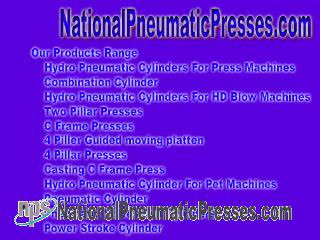 NationalPneumaticPresses.com
Our Products Range
Hydro Pneumatic Cylinders For Press Machines
Combination Cylinder
Hydro Pneumatic Cylinders For HD Blow Machines
Two Pillar Presses
C Frame Presses
4 Piller Guided moving platten
4 Pillar Presses
Casting C Frame Press
Hydro Pneumatic Cylinder For Pet Machines
Pneumatic Cylinder
NationalPneumaticPresses.com
Power Stroke Cylinder